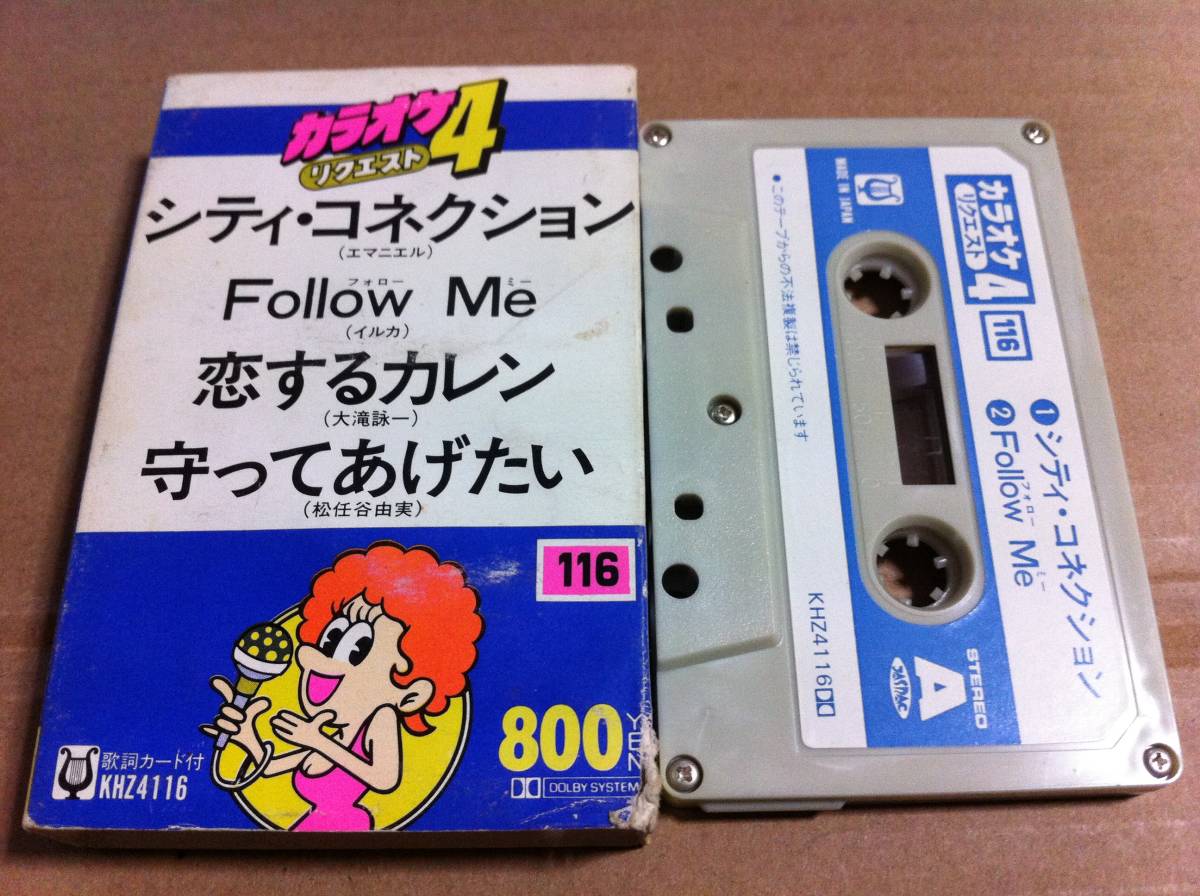 カラオケ4
リクエスト
シティ・コネクション
(エマニエル)
フォロー ミー
Follow Me
(イルカ)
恋するカレン
(大滝詠一)
守ってあげたい
(松任谷由実)
116
800 YEN
DOLBY SYSTEM
歌詞カード付
KHZ4116
カラオケ4
リクエスト
116
❶シティ・コネクション
フォロー ミー
❷Follow Me
MADE IN JAPAN
●このテープからの不法複製は禁じられています
KHZ4116
STEREO
A